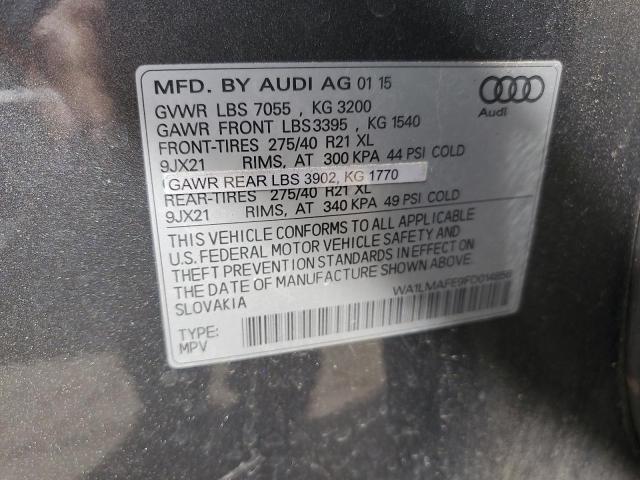 MFD. BY AUDI AG 01 15
Audi
GVWR LBS 7055 , KG 3200
GAWR FRONT LBS3395 , KG 1540
FRONT-TIRES 275/40 R21 XL
9JX21 RIMS, AT 300 KPA 44 PSI COLD
GAWR REAR LBS 3902, KG 1770
REAR-TIRES 275/40 R21 XL
9JX21 RIMS, AT 340 KPA 49 PSI COLD
THIS VEHICLE CONFORMS TO ALL APPLICABLE
U.S. FEDERAL MOTOR VEHICLE SAFETY AND
THEFT PREVENTION STANDARDS IN EFFECT ON
THE DATE OF MANUFACTURE SHOWN ABOVE.
SLOVAKIA
WA1LMAFE9FD014856
TYPE:
MPV